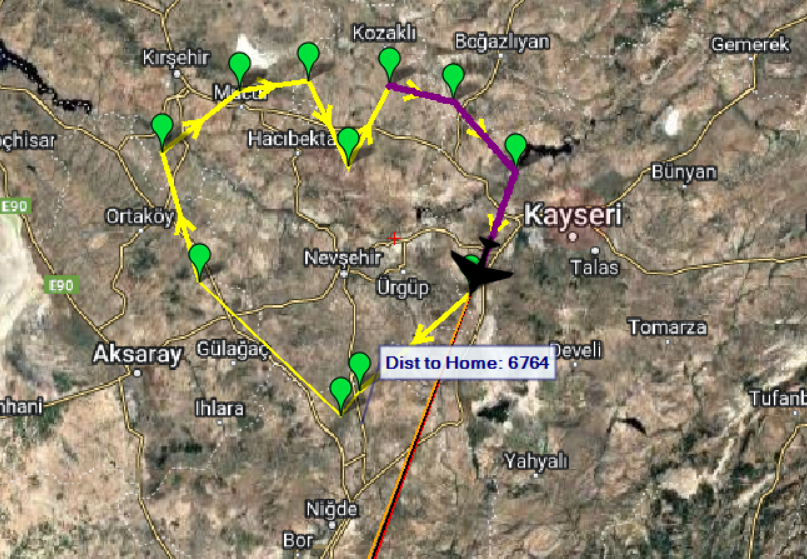 Kozaklı
Boğazlıyan
Gemerek
Kırşehir
Mucur
Hacıbekta
çhisar
Bünyan
E90
Ortaköy
Kayseri
Nevşehir
Talas
E90
Ürgüp
Tomarza
Aksaray
Gülağaç
Dist to Home: 6764
Develi
nhani
Ihlara
Tufanb
Yahyalı
Niğde
Bor